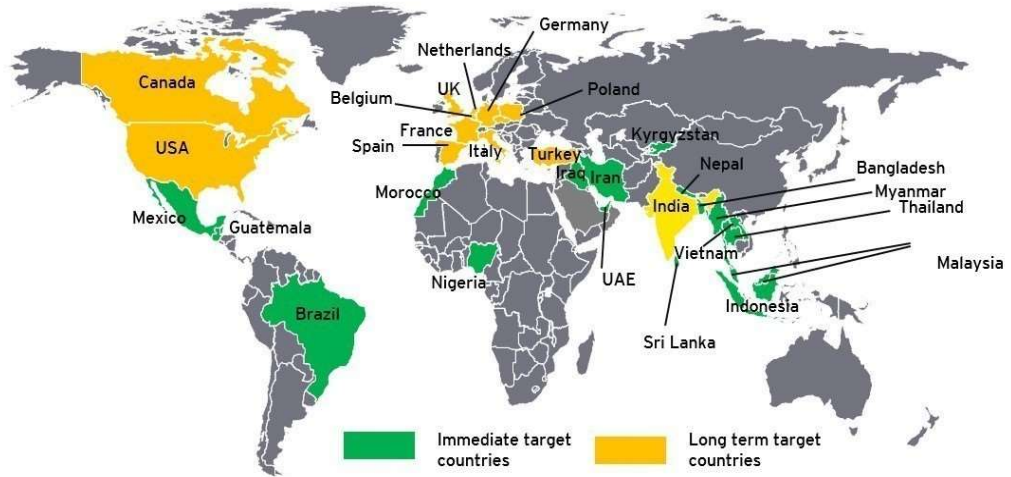 Germany
Netherlands
Canada
UK
Belgium
Poland
France
Kyrgyzstan
USA
Spain
Italy
Turkey
Nepal
Bangladesh
Iraq
Iran
Morocco
Myanmar
India
Thailand
Mexico
Guatemala
Vietnam
Malaysia
Nigeria
UAE
Indonesia
Brazil
Sri Lanka
Immediate target
countries
Long term target
countries